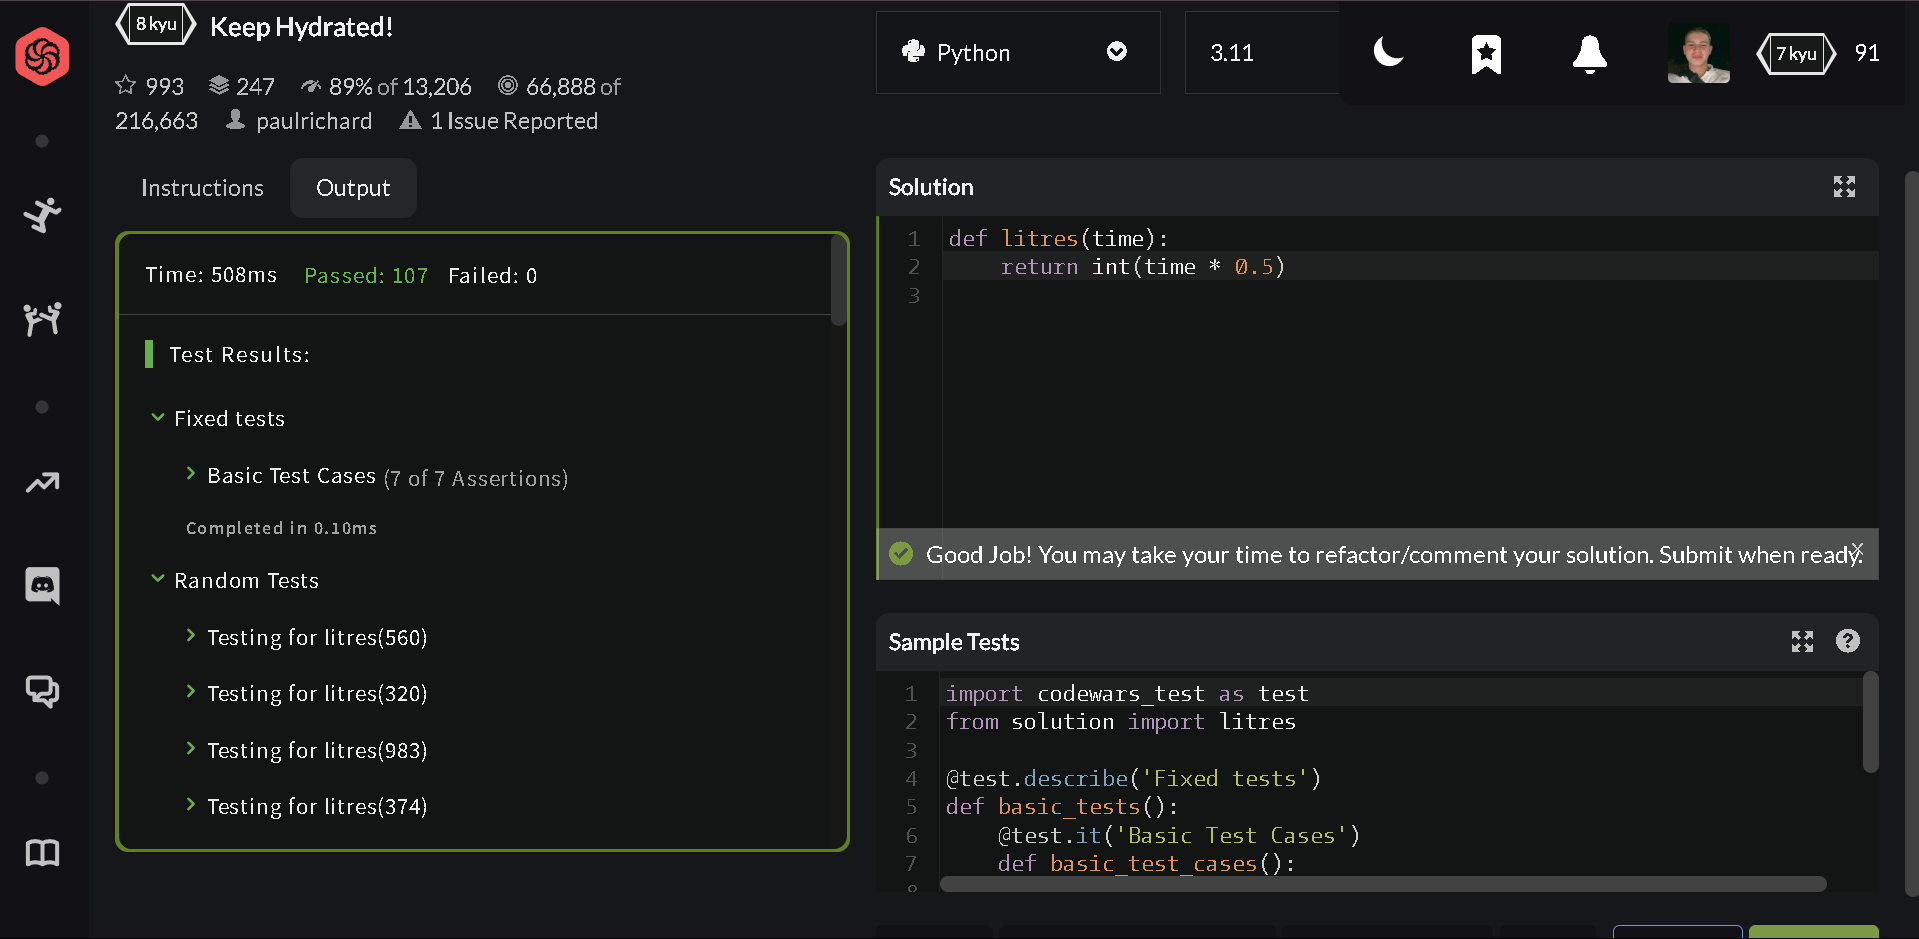 8 kyu Keep Hydrated!
993 247 89% of 13,206 66,888 of
216,663 paulrichard 1 Issue Reported
Python
3.11
7 kyu 91
Instructions Output
Time: 508ms Passed: 107 Failed: 0
Test Results:
Fixed tests
Basic Test Cases (7 of 7 Assertions)
Completed in 0.10ms
Random Tests
Testing for litres(560)
Testing for litres(320)
Testing for litres(983)
Testing for litres(374)
Solution
1 def litres(time):
2     return int(time * 0.5)
3
Good Job! You may take your time to refactor/comment your solution. Submit when ready.
Sample Tests
1 import codewars_test as test
2 from solution import litres
3
4 @test.describe('Fixed tests')
5 def basic_tests():
6     @test.it('Basic Test Cases')
7     def basic_test_cases():
8